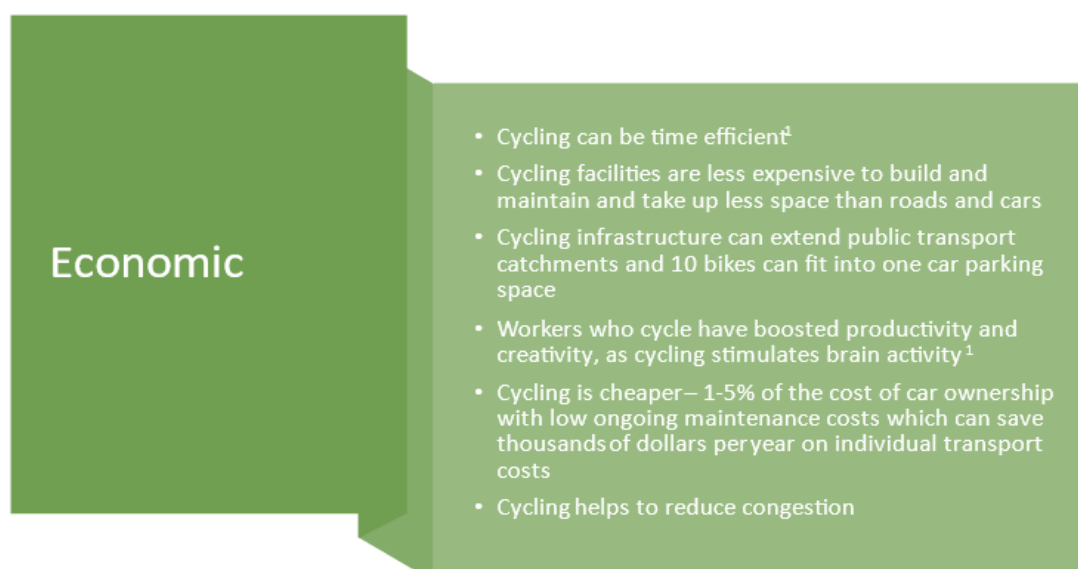 Economic
• Cycling can be time efficient¹
• Cycling facilities are less expensive to build and
maintain and take up less space than roads and cars
• Cycling infrastructure can extend public transport
catchments and 10 bikes can fit into one car parking
space
• Workers who cycle have boosted productivity and
creativity, as cycling stimulates brain activity ¹
• Cycling is cheaper – 1-5% of the cost of car ownership
with low ongoing maintenance costs which can save
thousands of dollars per year on individual transport
costs
• Cycling helps to reduce congestion